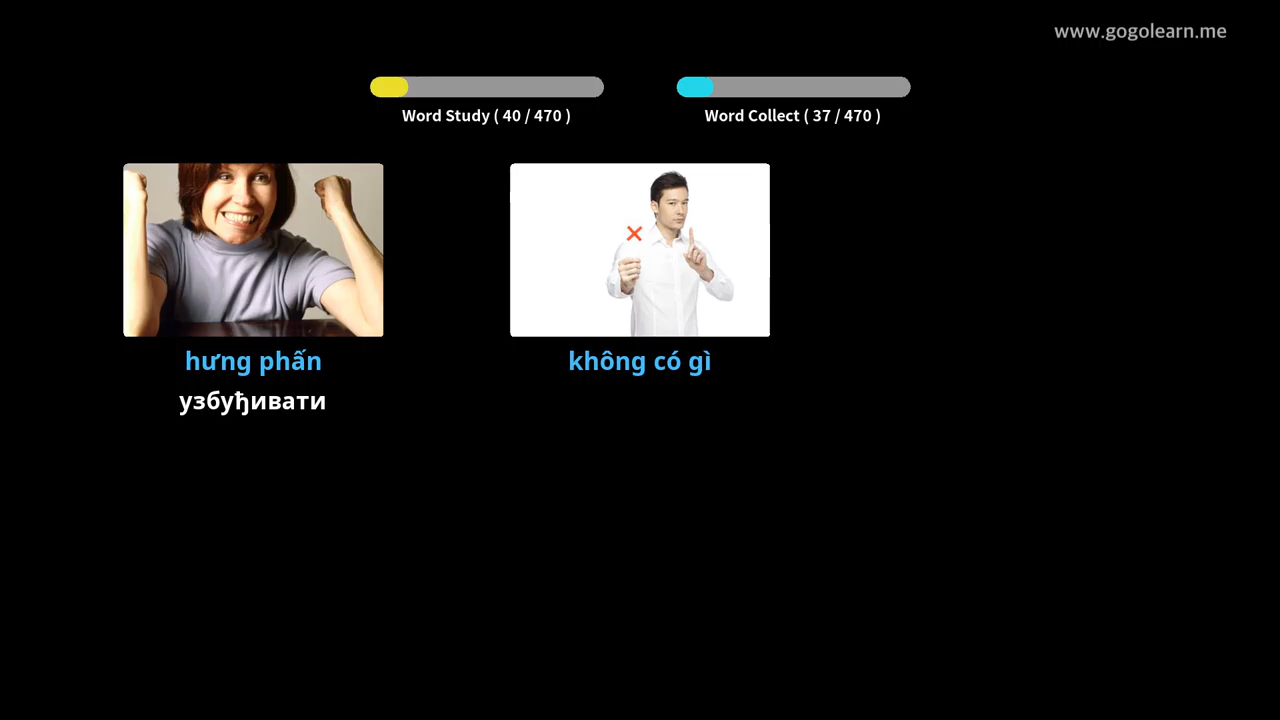 www.gogolearn.me
Word Study ( 40 / 470 )
Word Collect ( 37 / 470 )
hưng phấn
không có gì
узбуђивати